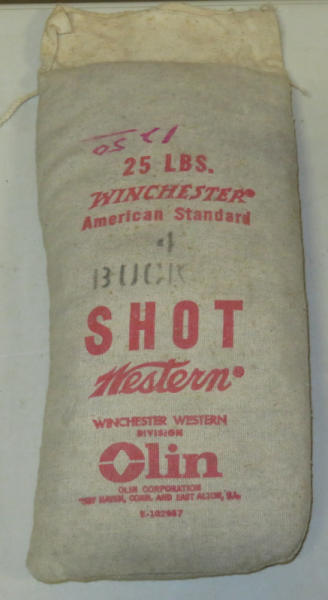 25 LBS.
WINCHESTER®
American Standard
4
BUCK
SHOT
Western®
WINCHESTER WESTERN
DIVISION
Olin
OLIN CORPORATION
NEW HAVEN, CONN. AND EAST ALTON, ILL.
E-102967